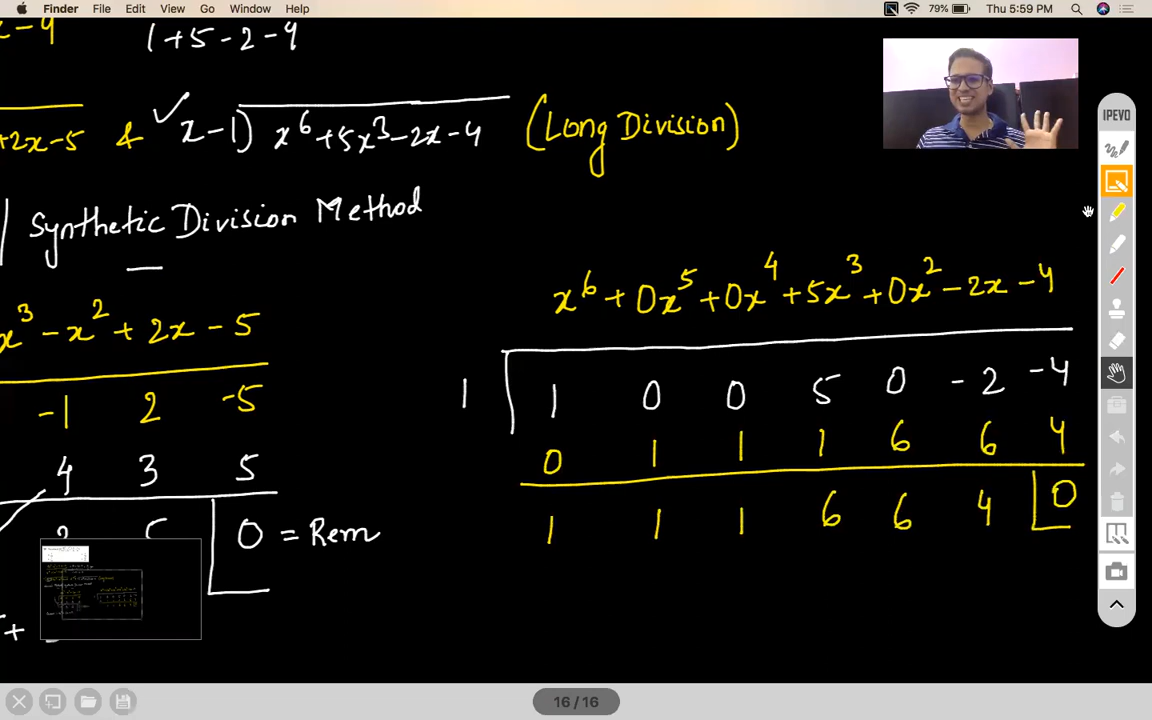 Finder File Edit View Go Window Help 79% Thu 5:59 PM
x-4 1+5-2-4
+2x-5 & ✓ x-1) x⁶+5x³-2x-4 (Long Division)
IPEVO
Synthetic Division Method
x⁶+0x⁵+0x⁴+5x³+0x²-2x-4
x³-x²+2x-5
1 1 0 0 5 0 -2 -4
-1 2 -5
0 1 1 1 6 6 4
4 3 5
1 1 1 6 6 4 0
0 = Rem
+
16/16